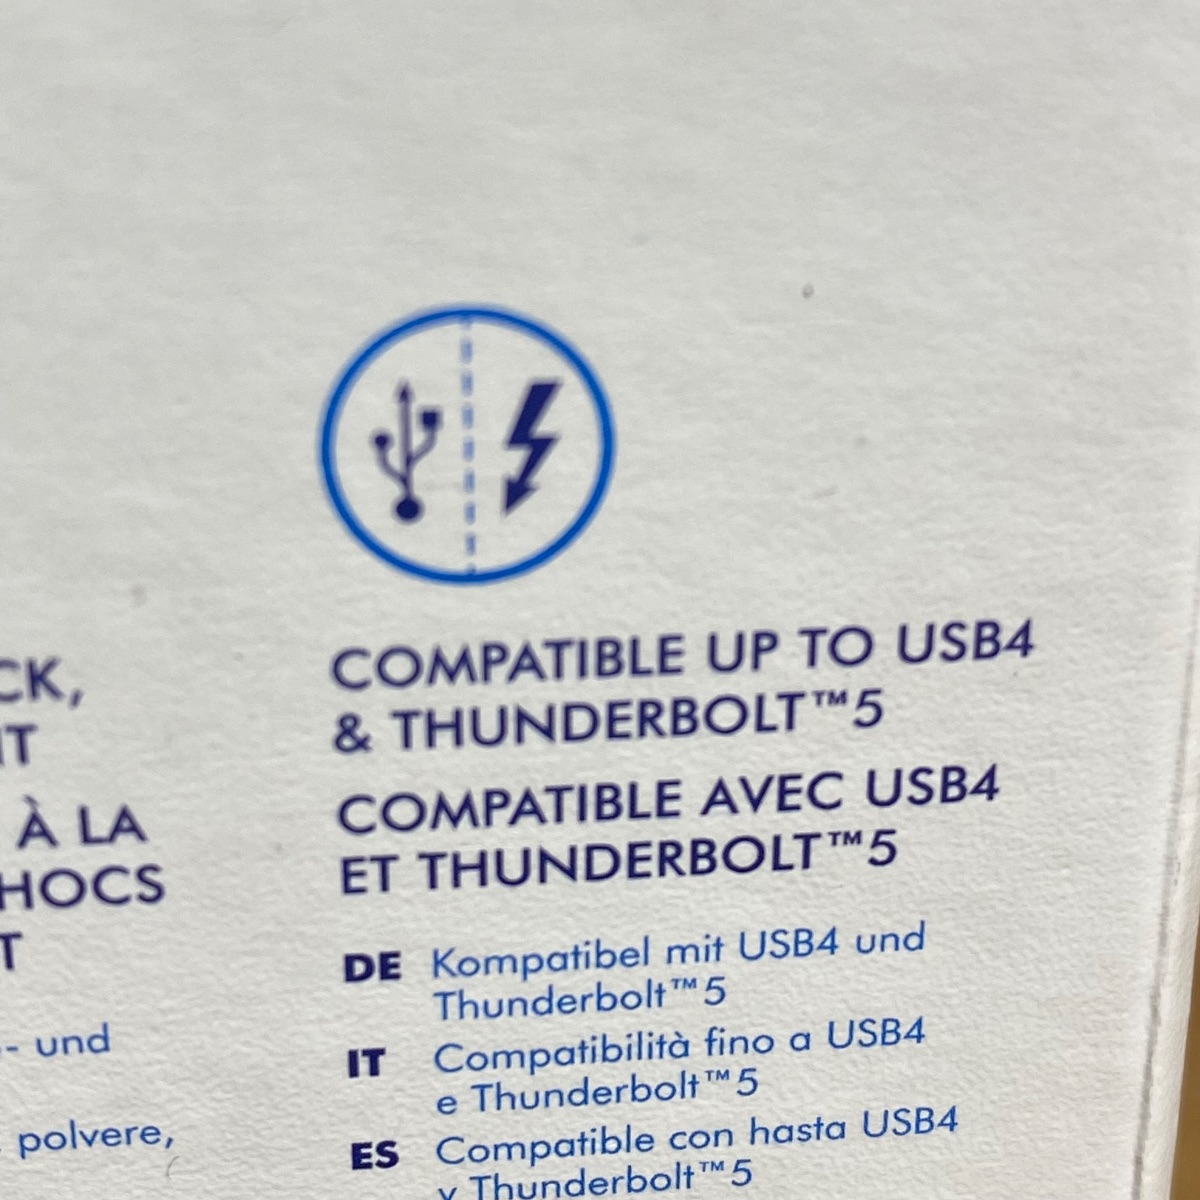 CK,
IT
À LA
HOCS
T
- und
polvere,
COMPATIBLE UP TO USB4
& THUNDERBOLT™5
COMPATIBLE AVEC USB4
ET THUNDERBOLT™5
DE Kompatibel mit USB4 und
Thunderbolt™5
IT Compatibilità fino a USB4
e Thunderbolt™5
ES Compatible con hasta USB4
y Thunderbolt™5